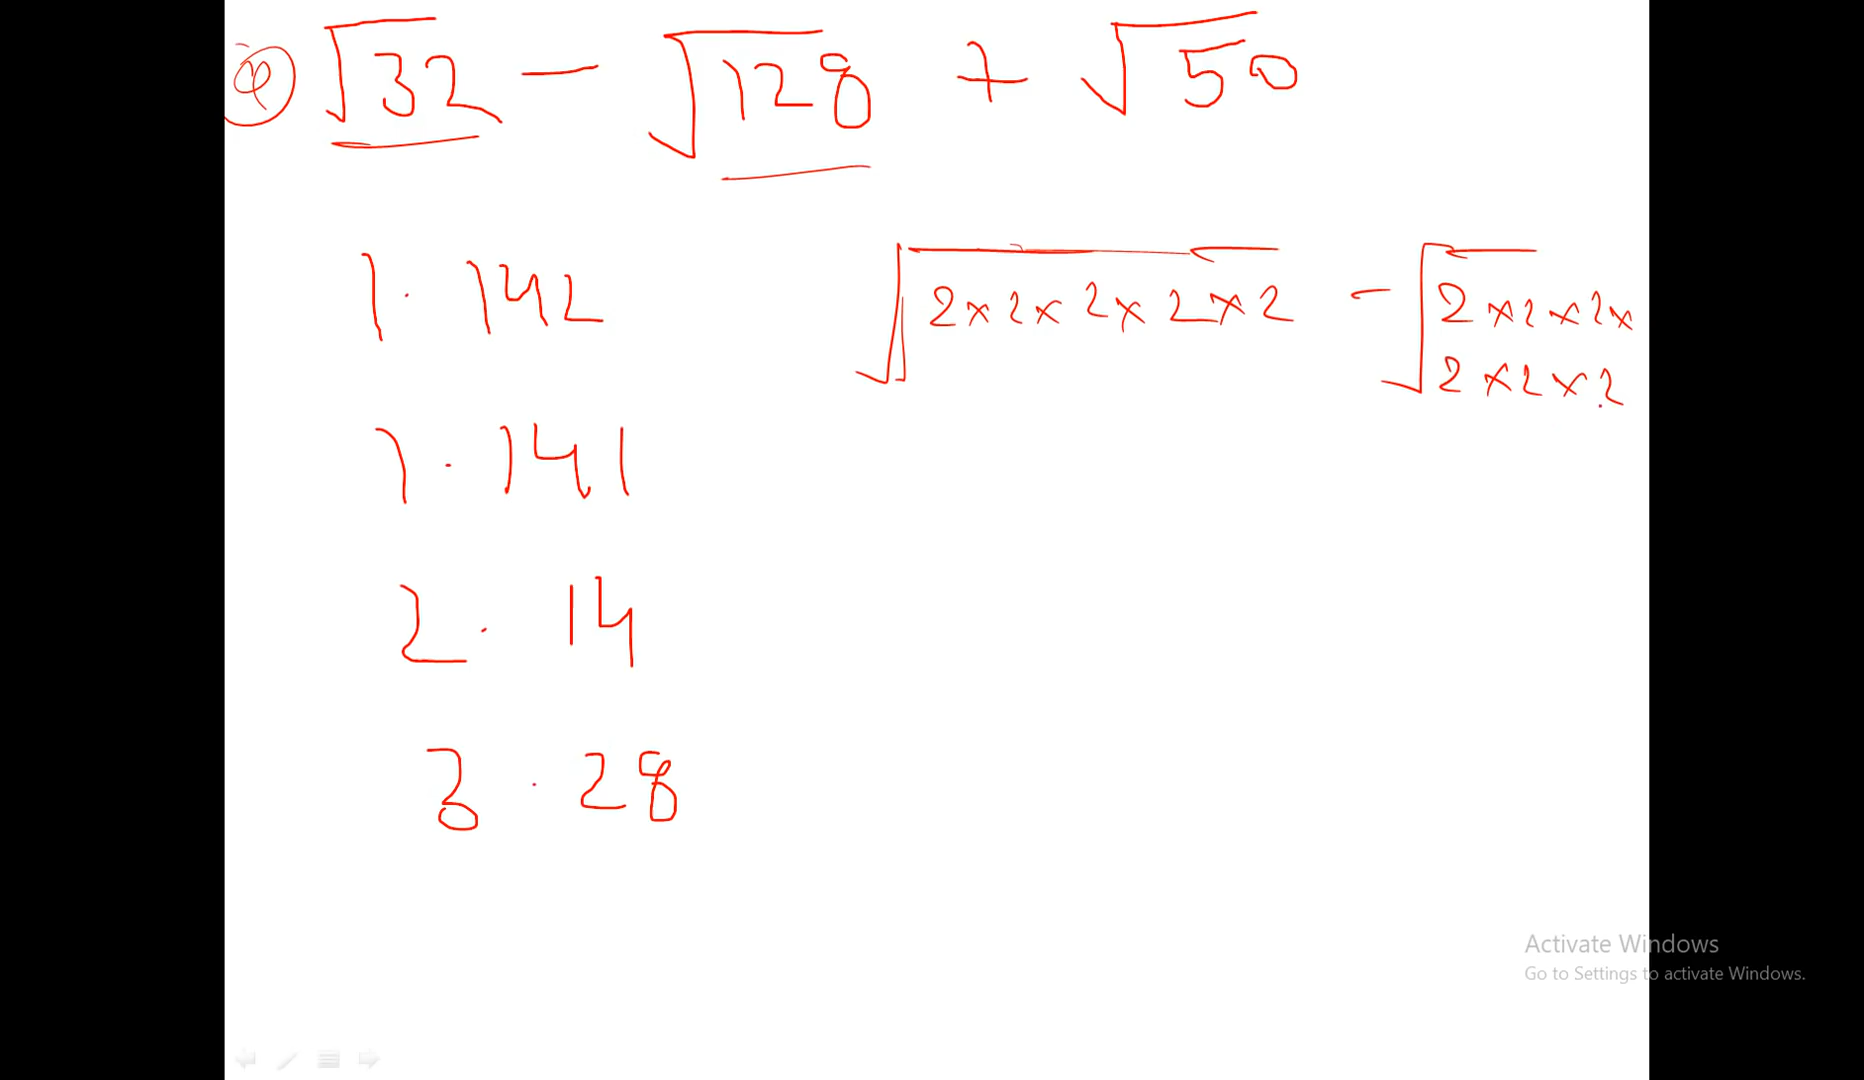 ④ √32 - √128 + √50
1. 142
√2×2×2×2×2 - √2×2×2×
2×2×2
1. 141
2. 14
3. 28
Activate Windows
Go to Settings to activate Windows.